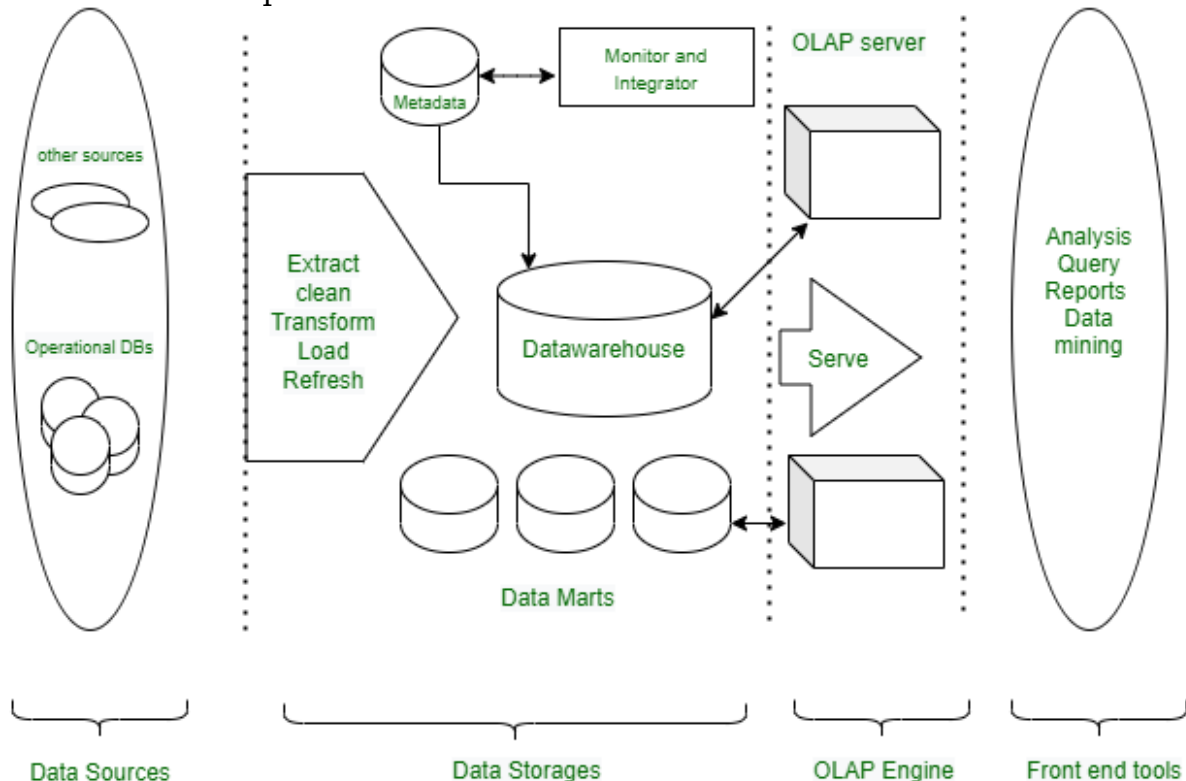 OLAP server
Monitor and
Integrator
Metadata
other sources
Operational DBs
Extract
clean
Transform
Load
Refresh
Datawarehouse
Serve
Analysis
Query
Reports
Data
mining
Data Marts
Data Sources
Data Storages
OLAP Engine
Front end tools